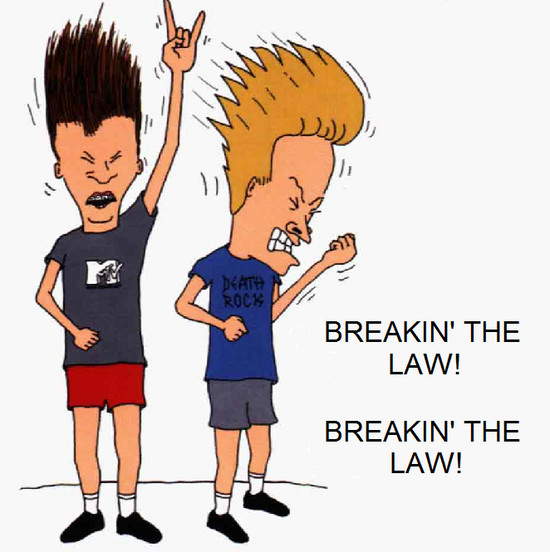 MTV
DEATH
ROCK
BREAKIN' THE
LAW!
BREAKIN' THE
LAW!